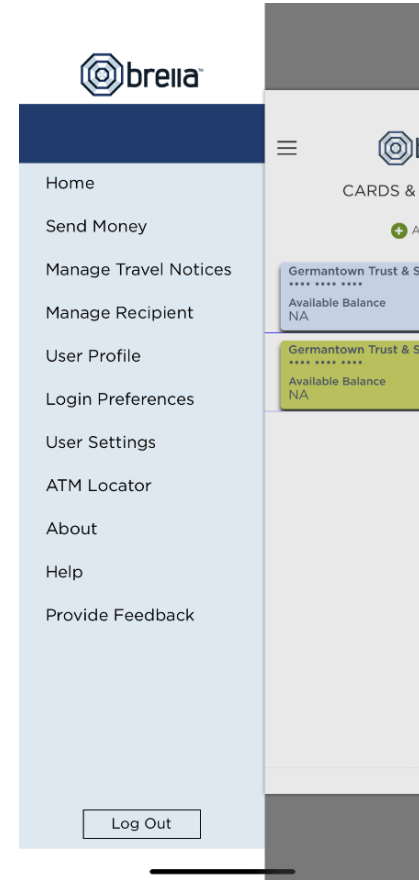 brella™
Home
Send Money
Manage Travel Notices
Manage Recipient
User Profile
Login Preferences
User Settings
ATM Locator
About
Help
Provide Feedback
Log Out
CARDS &
Germantown Trust & S
•••• •••• ••••
Available Balance
NA
Germantown Trust & S
•••• •••• ••••
Available Balance
NA